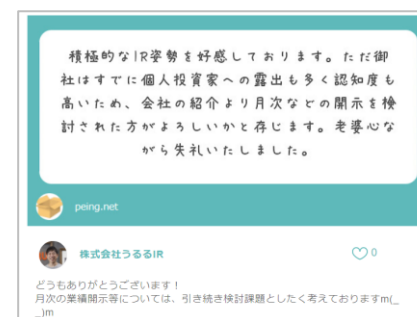 積極的なIR姿勢を好感しております。ただ御
社はすでに個人投資家への露出も多く認知度も
高いため、会社の紹介より月次などの開示を検
討された方がよろしいかと存じます。老婆心な
がら失礼いたしました。
peing.net
株式会社うるるIR
0
どうもありがとうございます！
月次の業績開示等については、引き続き検討課題としたく考えておりますm(_
_)m